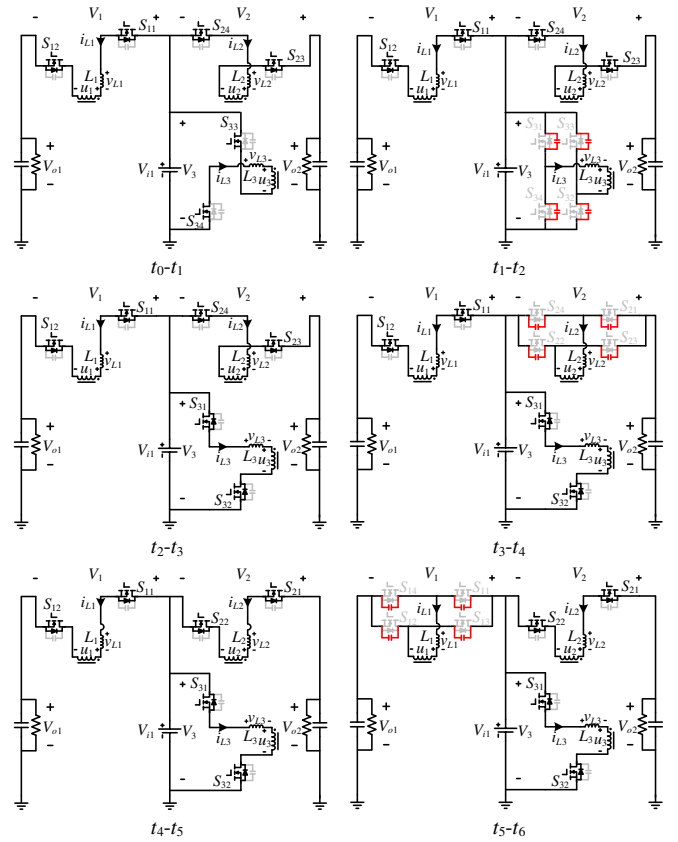 - V1 + S11 S24 - V2 +
S12 iL1 iL2 S23
L1 u1 vL1 L2 u2 vL2
+ S33
+ Vo1 - Vi1 V3 vL3 L3 u3 iL3 + Vo2 -
- S34
t0-t1
- V1 + S11 S24 - V2 +
S12 iL1 iL2 S23
L1 u1 vL1 L2 u2 vL2
+ S31 S33
+ Vo1 - Vi1 V3 vL3 L3 u3 iL3 + Vo2 -
- S34 S32
t1-t2
- V1 + S11 S24 - V2 +
S12 iL1 iL2 S23
L1 u1 vL1 L2 u2 vL2
+ S31
+ Vo1 - Vi1 V3 vL3 L3 u3 iL3 + Vo2 -
- S32
t2-t3
- V1 + S11 - V2 +
S12 iL1 S24 iL2 S21
S22 S23
L1 u1 vL1 L2 u2 vL2
+ S31
+ Vo1 - Vi1 V3 vL3 L3 u3 iL3 + Vo2 -
- S32
t3-t4
- V1 + S11 - V2 + S21
S12 iL1 S22 iL2
L1 u1 vL1 L2 u2 vL2
+ S31
+ Vo1 - Vi1 V3 vL3 L3 u3 iL3 + Vo2 -
- S32
t4-t5
- V1 + - V2 + S21
S14 iL1 S11 iL2
S12 S13 S22
L1 u1 vL1 L2 u2 vL2
+ S31
+ Vo1 - Vi1 V3 vL3 L3 u3 iL3 + Vo2 -
- S32
t5-t6